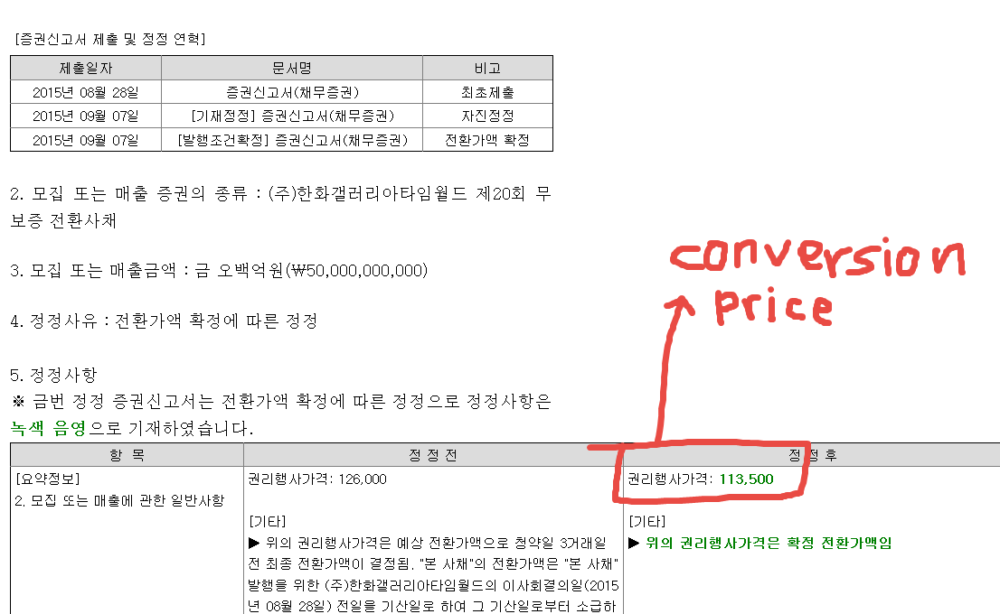 [증권신고서 제출 및 정정 연혁]
제출일자 문서명 비고
2015년 08월 28일 증권신고서(채무증권) 최초제출
2015년 09월 07일 [기재정정] 증권신고서(채무증권) 자진정정
2015년 09월 07일 [발행조건확정] 증권신고서(채무증권) 전환가액 확정
2. 모집 또는 매출 증권의 종류 : (주)한화갤러리아타임월드 제20회 무
보증 전환사채
3. 모집 또는 매출금액 : 금 오백억원(₩50,000,000,000)
conversion
price
4. 정정사유 : 전환가액 확정에 따른 정정
5. 정정사항
※ 금번 정정 증권신고서는 전환가액 확정에 따른 정정으로 정정사항은
녹색 음영으로 기재하였습니다.
항 목 정 정 전 정 정 후
[요약정보] 권리행사가격: 126,000 권리행사가격: 113,500
2. 모집 또는 매출에 관한 일반사항
[기타] [기타]
▶ 위의 권리행사가격은 예상 전환가액으로 청약일 3거래일 ▶ 위의 권리행사가격은 확정 전환가액임
전 최종 전환가액이 결정됨. "본 사채"의 전환가액은 "본 사채"
발행을 위한 (주)한화갤러리아타임월드의 이사회결의일(2015
년 08월 28일) 전일을 기산일로 하여 그 기산일로부터 소급하